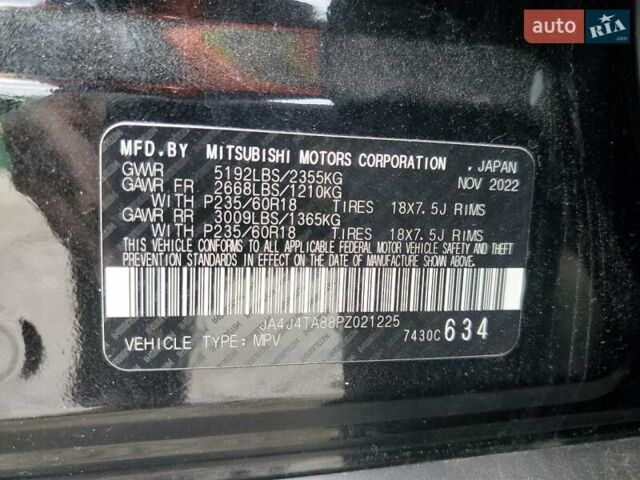 auto RIA
.com
MFD.BY MITSUBISHI MOTORS CORPORATION , JAPAN
GVWR 5192LBS/2355KG NOV 2022
GAWR FR 2668LBS/1210KG
WITH P235/60R18 TIRES 18X7.5J RIMS
GAWR RR 3009LBS/1365KG
WITH P235/60R18 TIRES 18X7.5J RIMS
THIS VEHICLE CONFORMS TO ALL APPLICABLE FEDERAL MOTOR VEHICLE SAFETY AND THEFT
PREVENTION STANDARDS IN EFFECT ON THE DATE OF MANUFACTURE SHOWN ABOVE.
JA4J4TA88PZ021225
VEHICLE TYPE: MPV 7430C 634